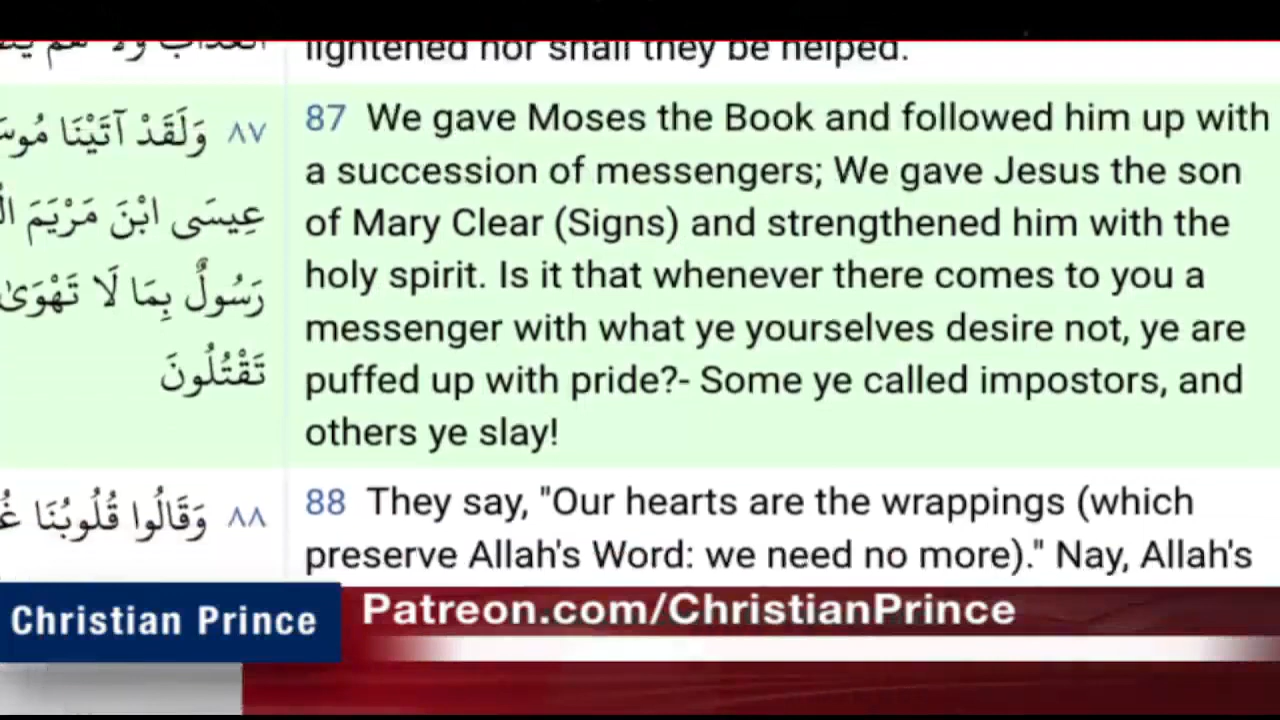 lightened nor shall they be helped.
٨٧ وَلَقَدْ آتَيْنَا
عِيسَى ابْنَ مَرْيَمَ
رَسُولٌ بِمَا لَا تَهْوَىٰ
تَقْتُلُونَ
87 We gave Moses the Book and followed him up with
a succession of messengers; We gave Jesus the son
of Mary Clear (Signs) and strengthened him with the
holy spirit. Is it that whenever there comes to you a
messenger with what ye yourselves desire not, ye are
puffed up with pride?- Some ye called impostors, and
others ye slay!
٨٨ وَقَالُوا قُلُوبُنَا
88 They say, "Our hearts are the wrappings (which
preserve Allah's Word: we need no more)." Nay, Allah's
Christian Prince
Patreon.com/ChristianPrince